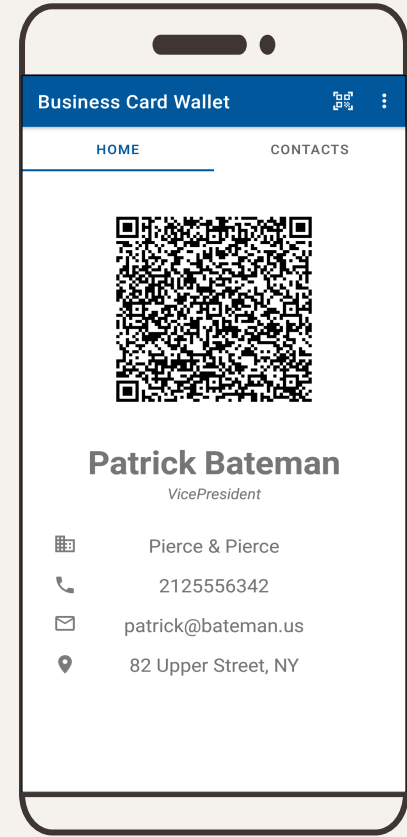 Business Card Wallet
HOME CONTACTS
Patrick Bateman
VicePresident
Pierce & Pierce
2125556342
patrick@bateman.us
82 Upper Street, NY